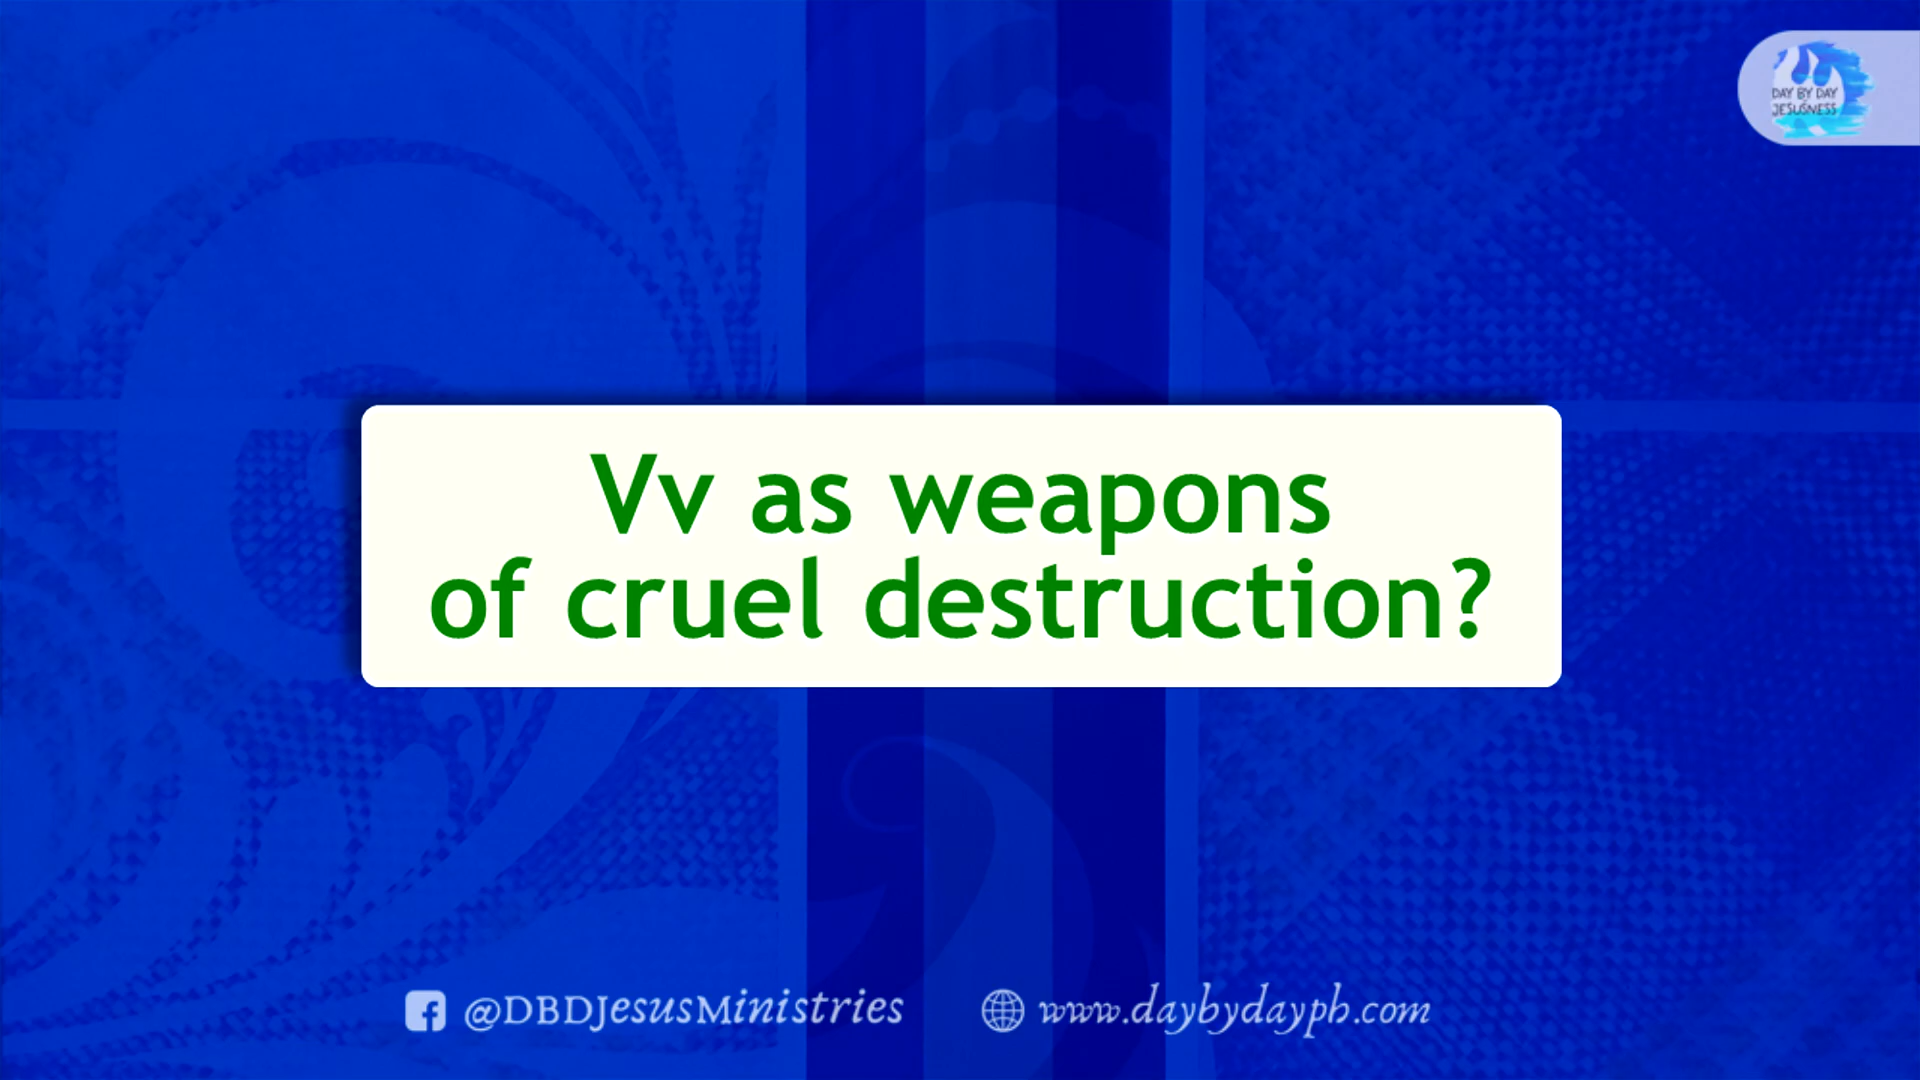 DAY BY DAY
JESUSNESS
Vv as weapons
of cruel destruction?
@DBDJesusMinistries
www.daybydayph.com